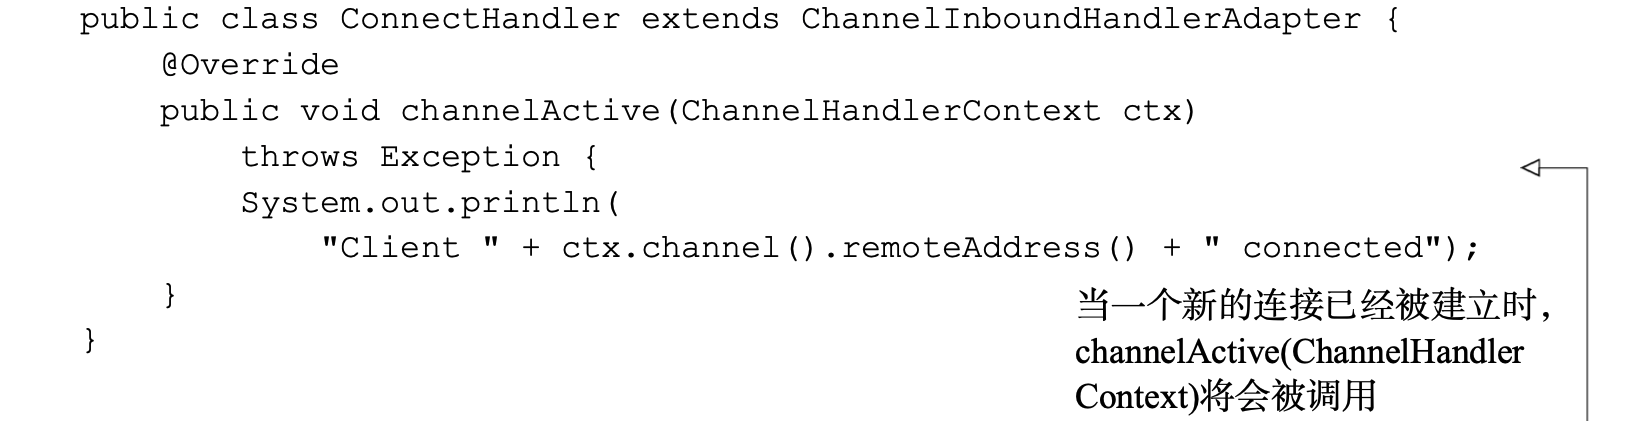 public class ConnectHandler extends ChannelInboundHandlerAdapter {
@Override
public void channelActive(ChannelHandlerContext ctx)
throws Exception {
System.out.println(
"Client " + ctx.channel().remoteAddress() + " connected");
}
}
当一个新的连接已经被建立时，
channelActive(ChannelHandler
Context)将会被调用